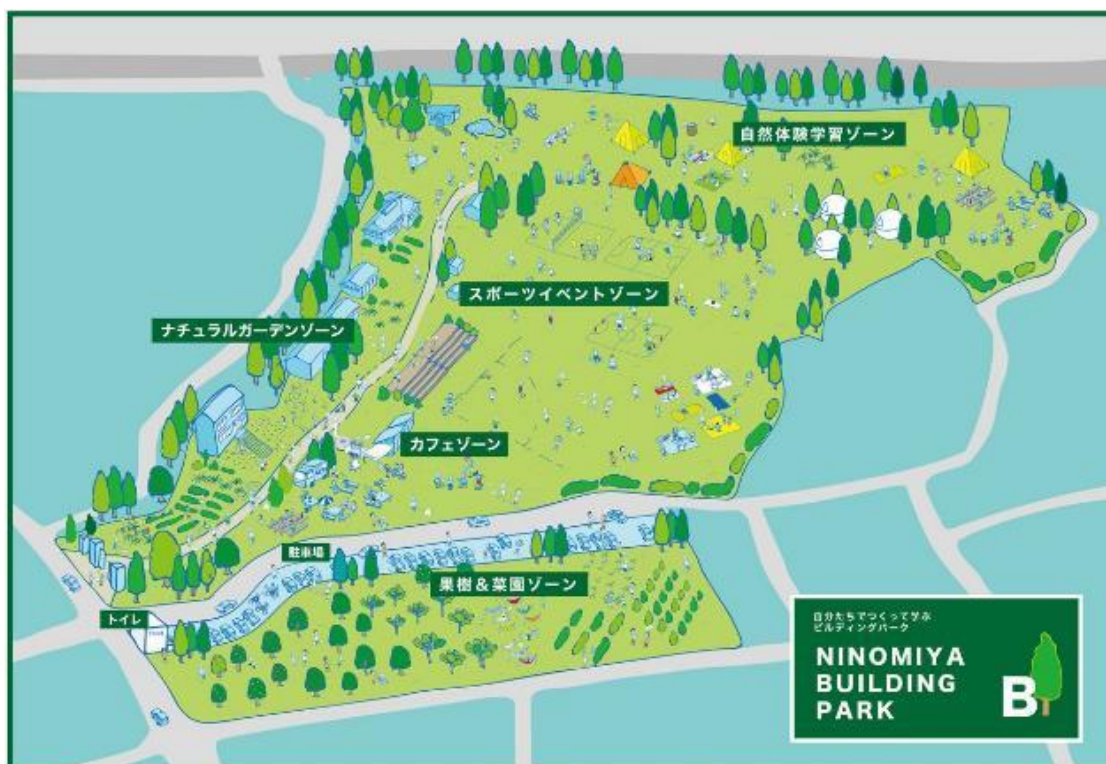 自然体験学習ゾーン
スポーツイベントゾーン
ナチュラルガーデンゾーン
カフェゾーン
駐車場
果樹&菜園ゾーン
トイレ
自分たちでつくって学ぶ
ビルディングパーク
NINOMIYA
BUILDING
PARK
B